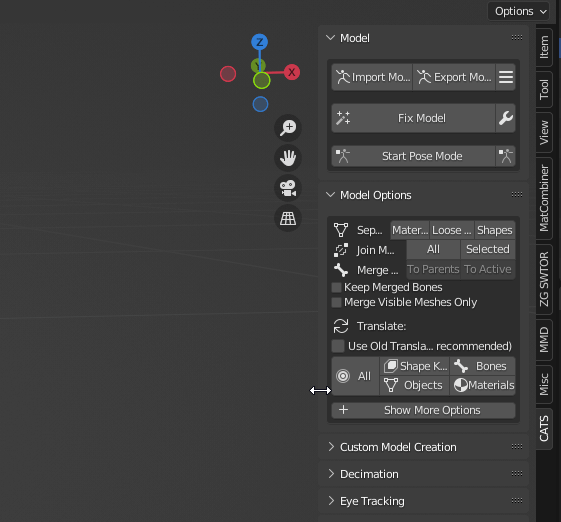 Options
Z
Y
X
Model
Import Mo... Export Mo...
Fix Model
Start Pose Mode
Model Options
Sep... Mater... Loose ... Shapes
Join M... All Selected
Merge ... To Parents To Active
Keep Merged Bones
Merge Visible Meshes Only
Translate:
Use Old Transla... recommended)
All Shape K... Bones
Objects Materials
Show More Options
Custom Model Creation
Decimation
Eye Tracking
Item
Tool
View
MatCombiner
ZG SWTOR
MMD
Misc
CATS